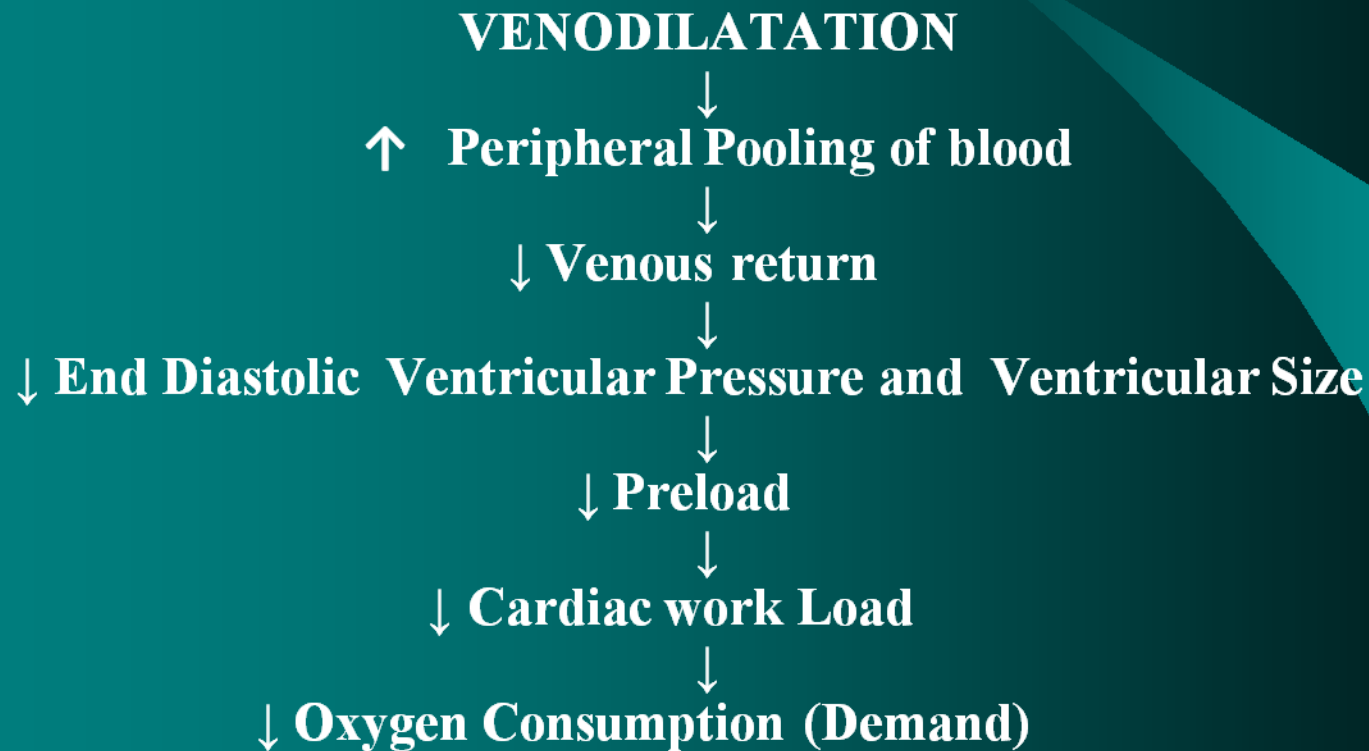 VENODILATATION
↓
↑ Peripheral Pooling of blood
↓
↓ Venous return
↓
↓ End Diastolic Ventricular Pressure and Ventricular Size
↓
↓ Preload
↓
↓ Cardiac work Load
↓
↓ Oxygen Consumption (Demand)